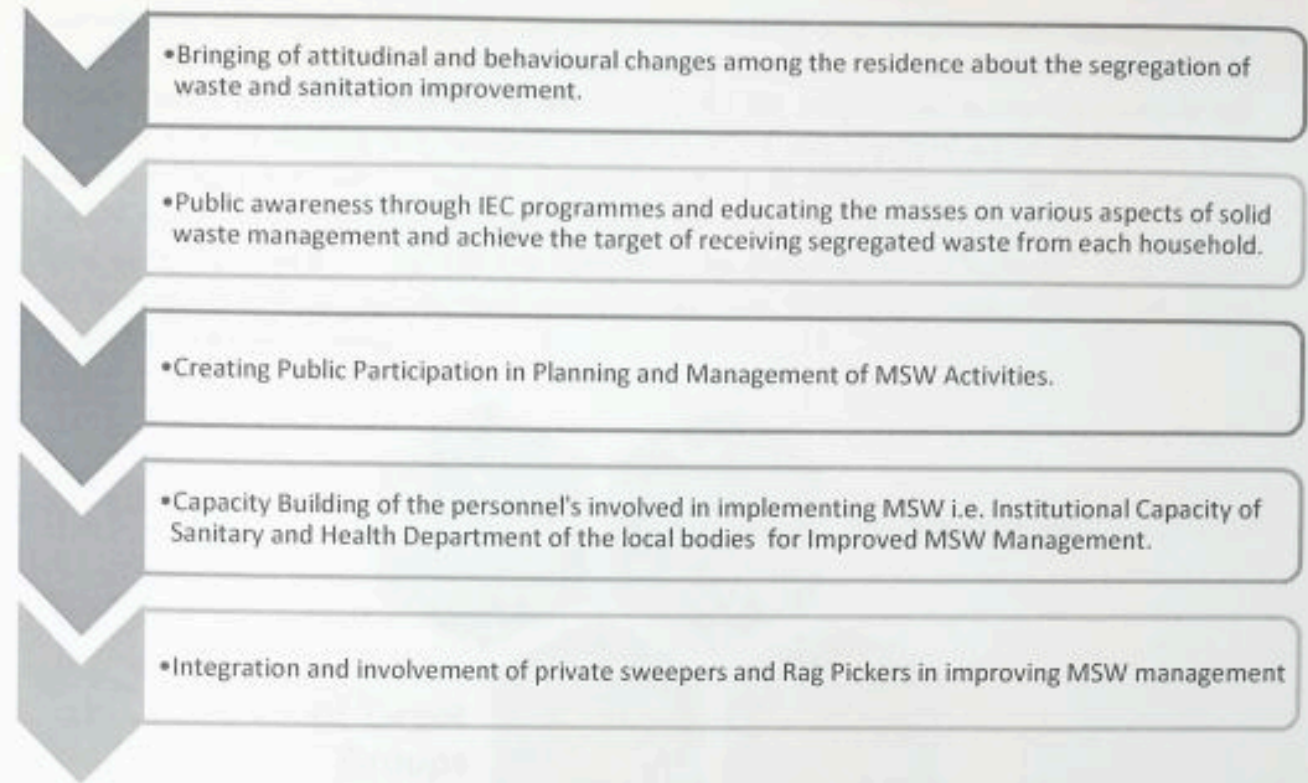 •Bringing of attitudinal and behavioural changes among the residence about the segregation of
waste and sanitation improvement.
•Public awareness through IEC programmes and educating the masses on various aspects of solid
waste management and achieve the target of receiving segregated waste from each household.
•Creating Public Participation in Planning and Management of MSW Activities.
•Capacity Building of the personnel's involved in implementing MSW i.e. Institutional Capacity of
Sanitary and Health Department of the local bodies for Improved MSW Management.
•Integration and involvement of private sweepers and Rag Pickers in improving MSW management